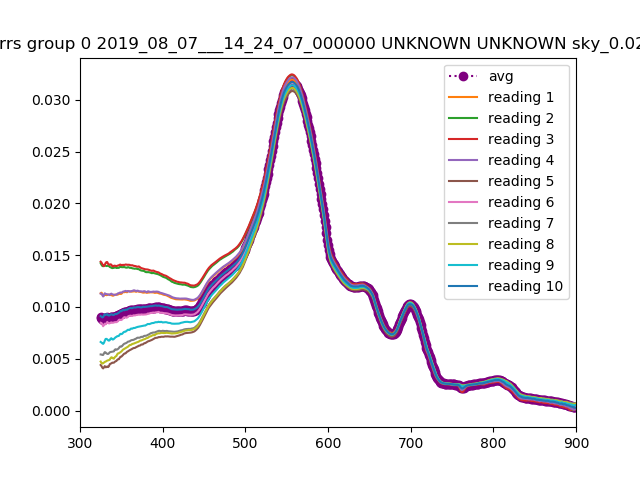 rrs group 0 2019_08_07___14_24_07_000000 UNKNOWN UNKNOWN sky_0.02
0.030
0.025
0.020
0.015
0.010
0.005
0.000
300 400 500 600 700 800 900
avg
reading 1
reading 2
reading 3
reading 4
reading 5
reading 6
reading 7
reading 8
reading 9
reading 10